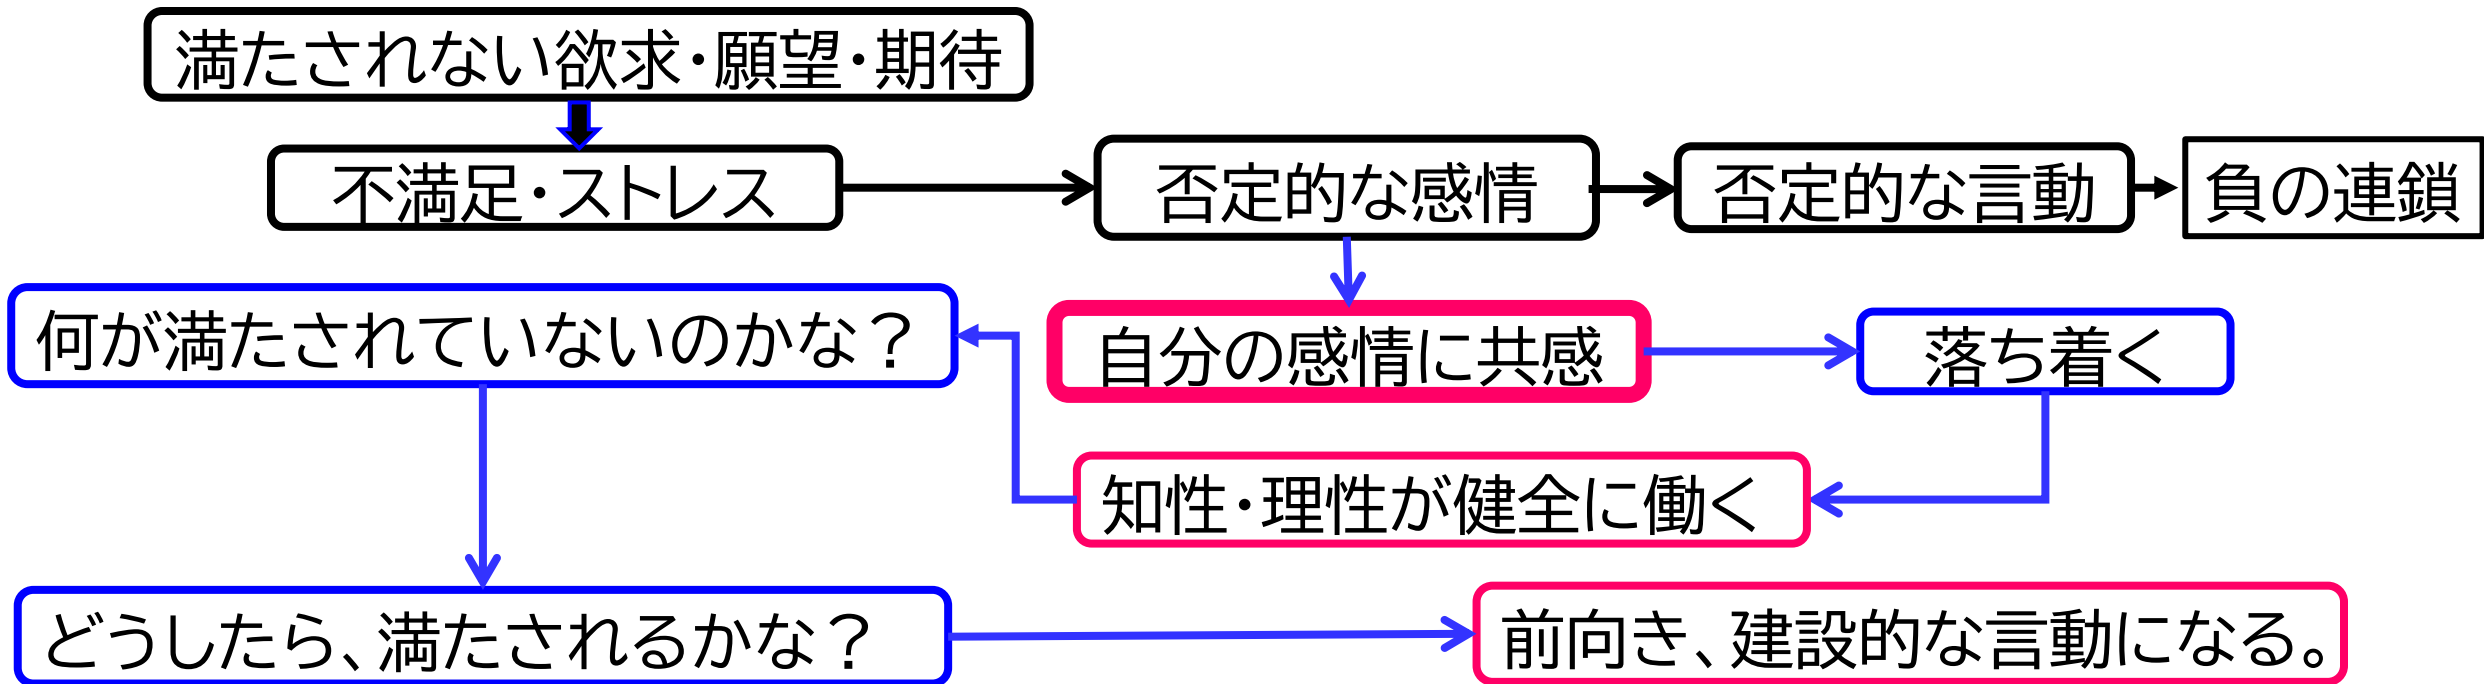 満たされない欲求・願望・期待
不満足・ストレス
否定的な感情
否定的な言動
負の連鎖
何が満たされていないのかな？
自分の感情に共感
落ち着く
知性・理性が健全に働く
どうしたら、満たされるかな？
前向き、建設的な言動になる。